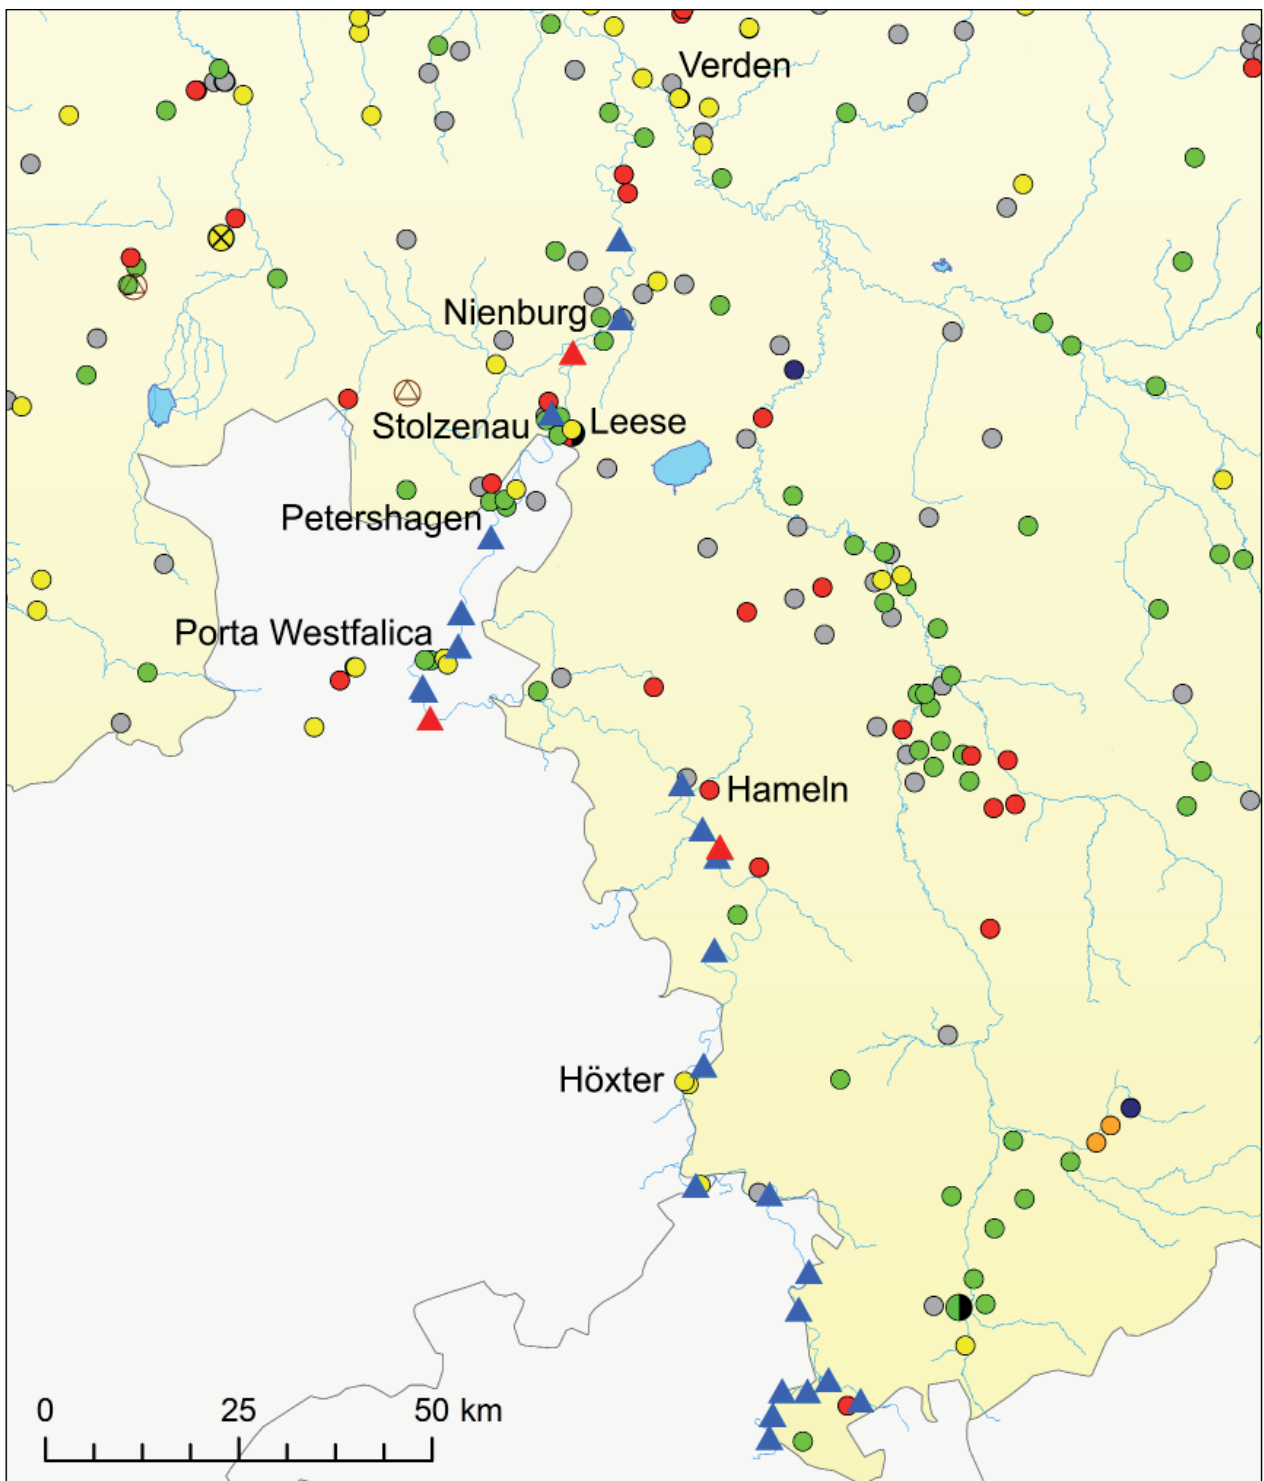 Verden
Nienburg
Stolzenau
Leese
Petershagen
Porta Westfalica
Hameln
Höxter
0 25 50 km